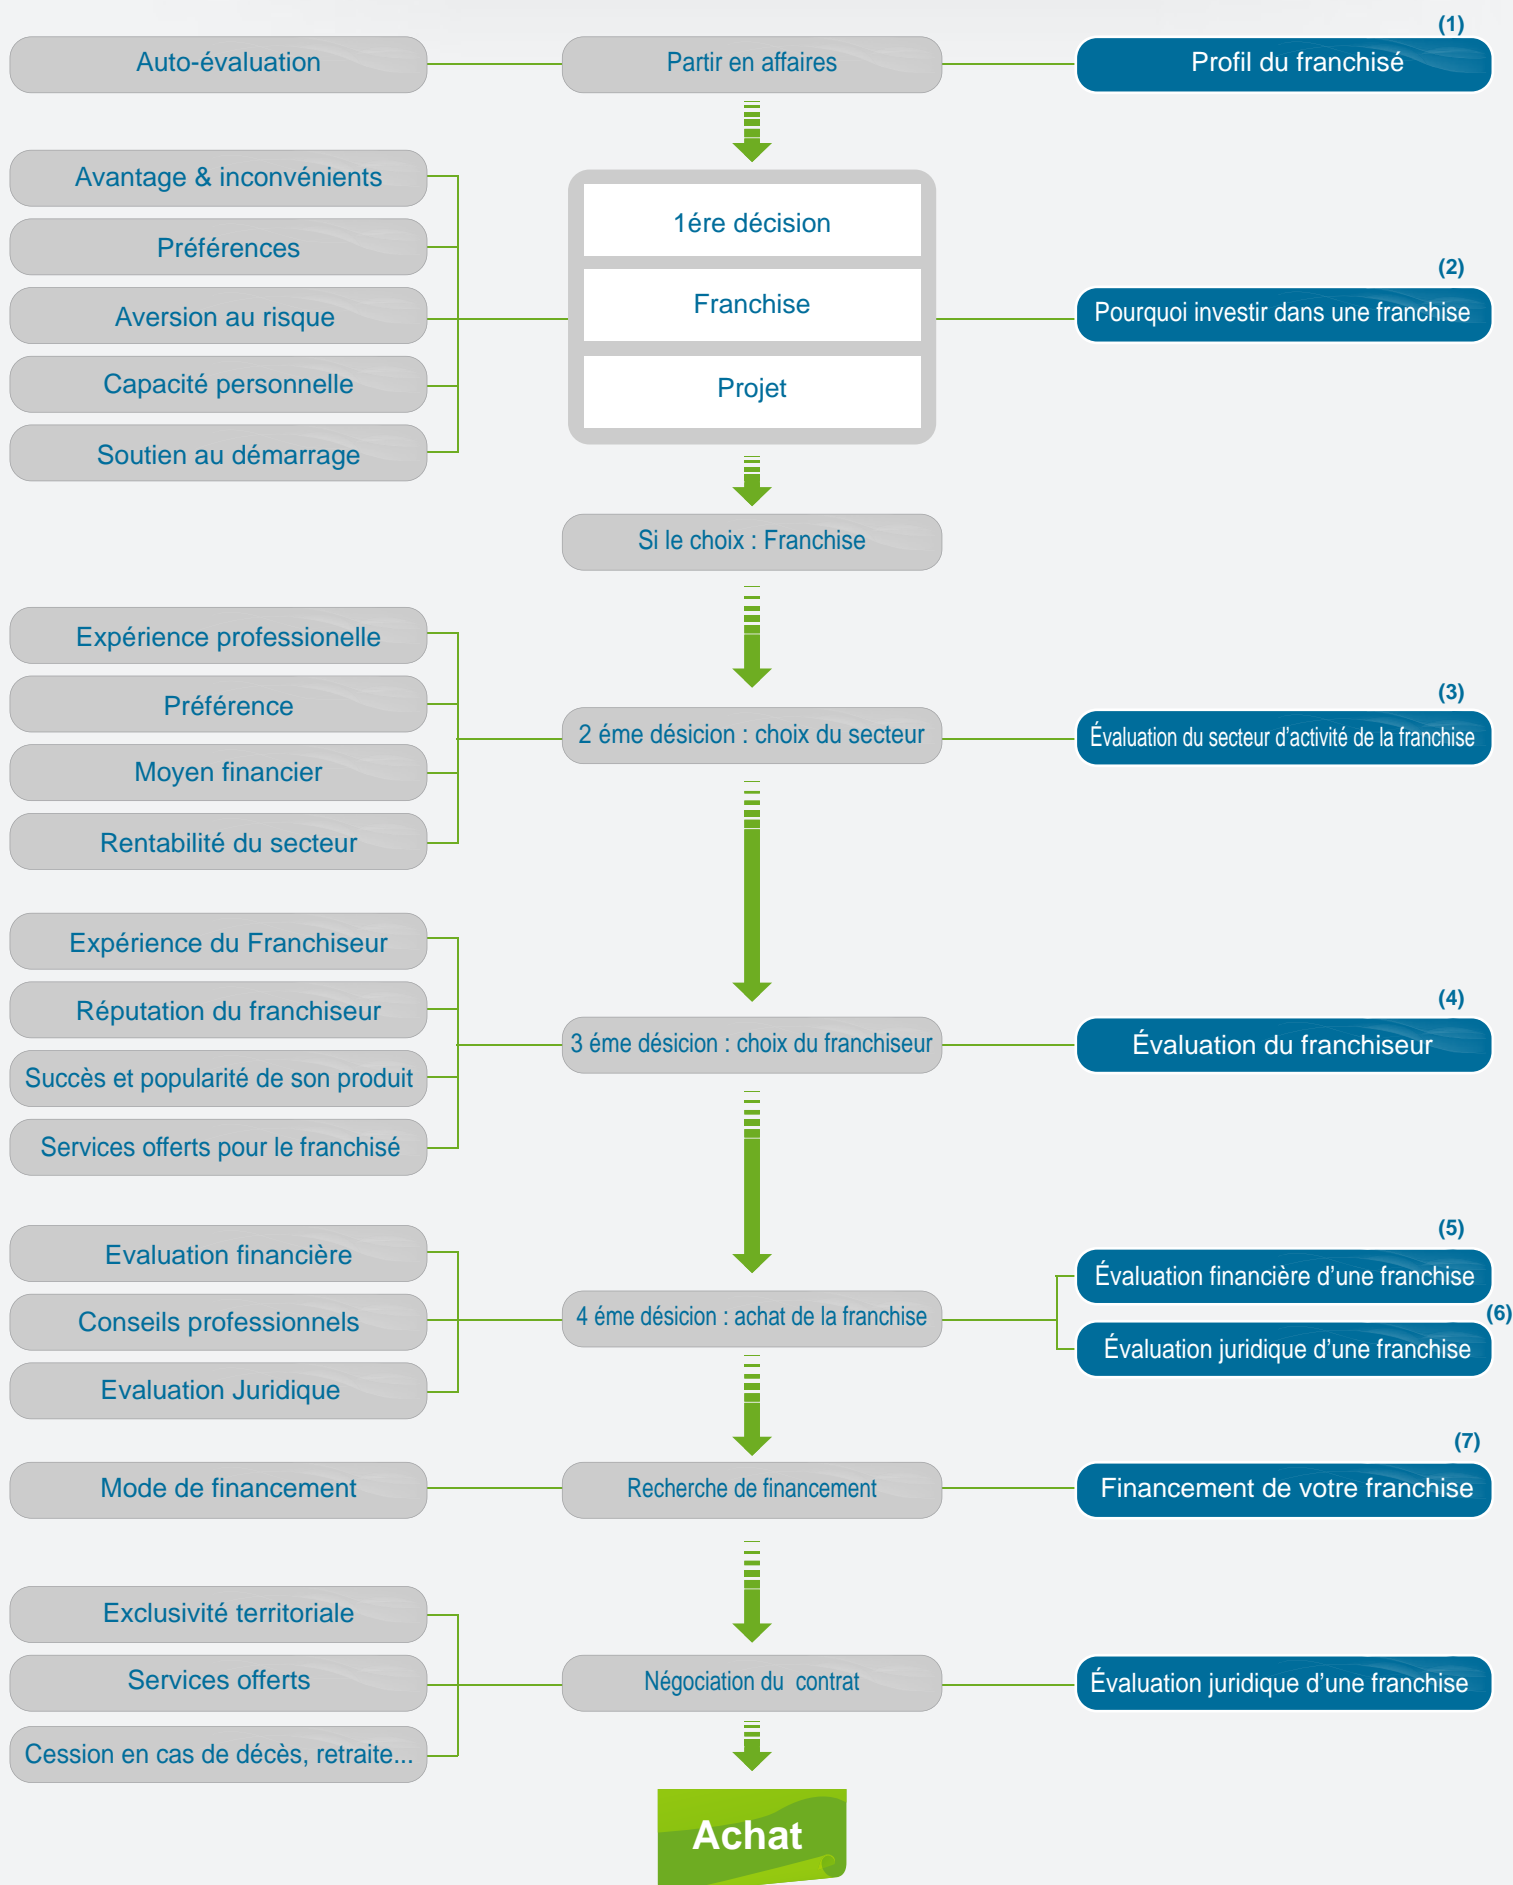 (1)
Auto-évaluation
Partir en affaires
Profil du franchisé
Avantage & inconvénients
Préférences
Aversion au risque
Capacité personnelle
Soutien au démarrage
1ére décision
Franchise
Projet
(2)
Pourquoi investir dans une franchise
Si le choix : Franchise
Expérience professionelle
Préférence
Moyen financier
Rentabilité du secteur
2 éme désicion : choix du secteur
(3)
Évaluation du secteur d’activité de la franchise
Expérience du Franchiseur
Réputation du franchiseur
Succès et popularité de son produit
Services offerts pour le franchisé
3 éme désicion : choix du franchiseur
(4)
Évaluation du franchiseur
Evaluation financière
Conseils professionnels
Evaluation Juridique
4 éme désicion : achat de la franchise
(5)
Évaluation financière d’une franchise
(6)
Évaluation juridique d’une franchise
(7)
Mode de financement
Recherche de financement
Financement de votre franchise
Exclusivité territoriale
Services offerts
Cession en cas de décès, retraite...
Négociation du contrat
Évaluation juridique d’une franchise
Achat